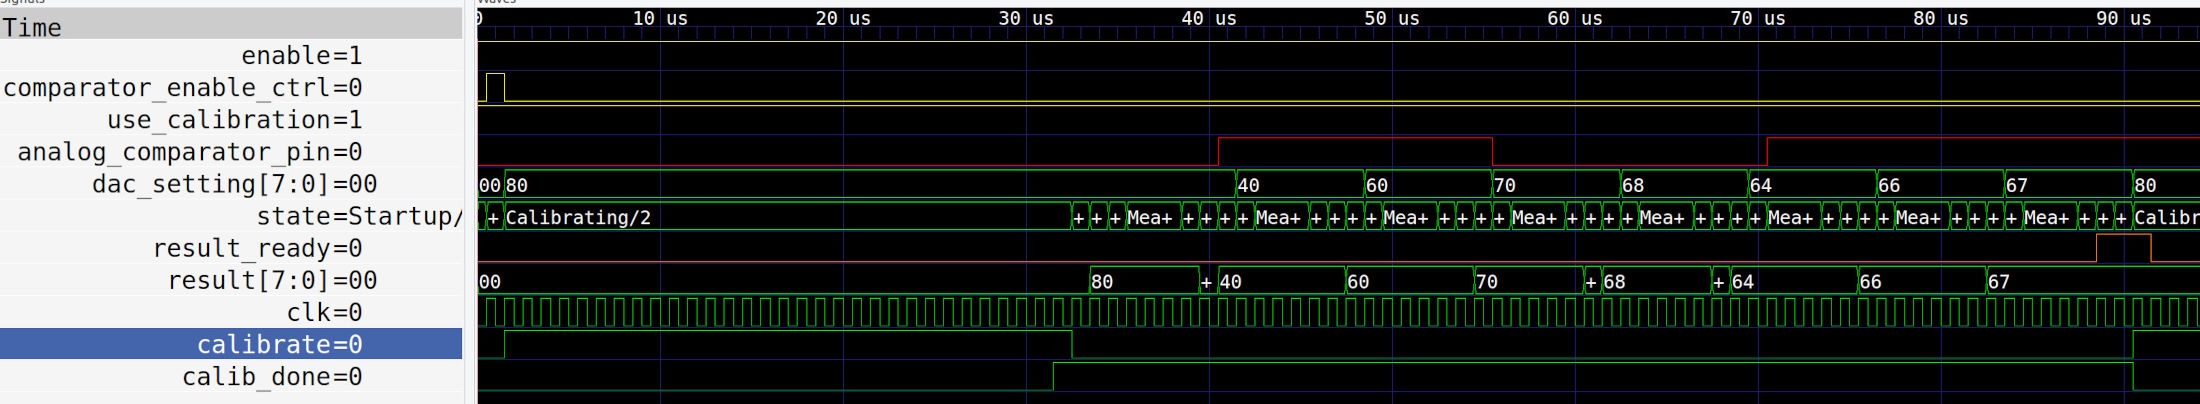 Signals
Waves
Time
0 10 us 20 us 30 us 40 us 50 us 60 us 70 us 80 us 90 us
enable=1
comparator_enable_ctrl=0
use_calibration=1
analog_comparator_pin=0
dac_setting[7:0]=00 00 80 40 60 70 68 64 66 67 80
state=Startup/ + Calibrating/2 + + + Mea+ + + + + Mea+ + + + + Mea+ + + + + Mea+ + + + + Mea+ + + + + Mea+ + + + + Mea+ + + + + Mea+ + + + Calibr
result_ready=0
result[7:0]=00 00 80 + 40 60 70 + 68 + 64 66 67
clk=0
calibrate=0
calib_done=0